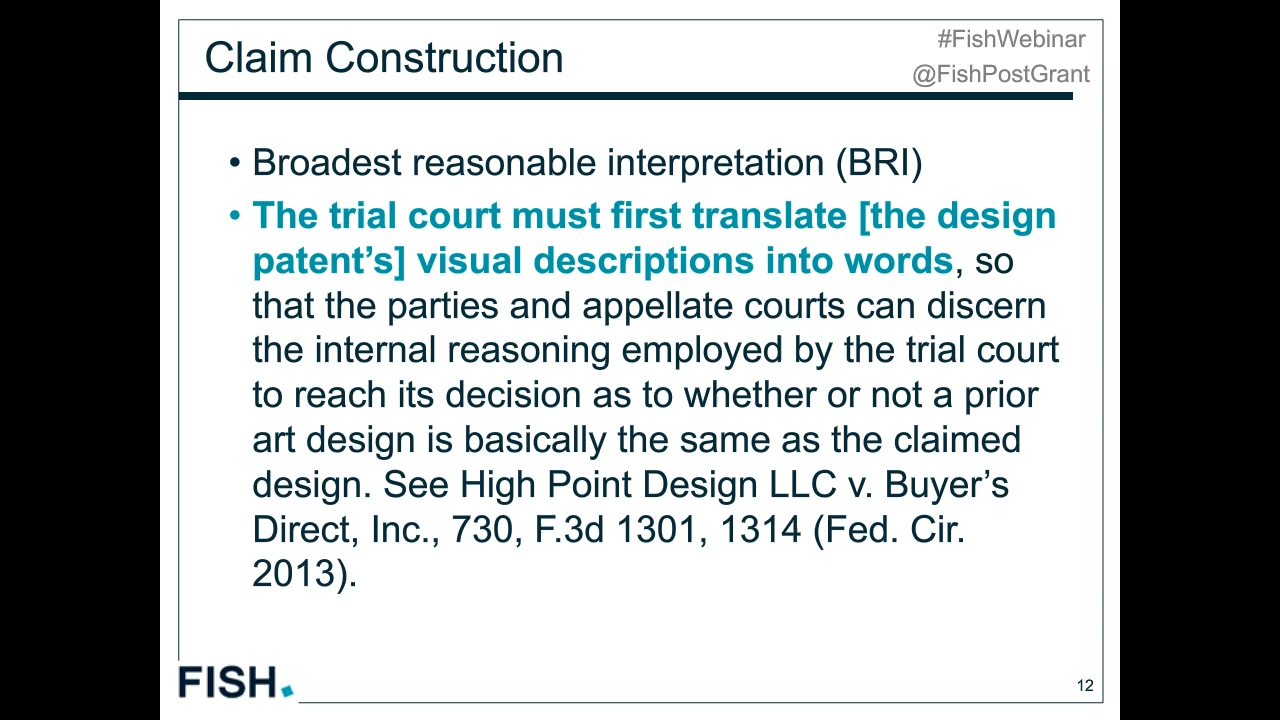 Claim Construction
#FishWebinar
@FishPostGrant
• Broadest reasonable interpretation (BRI)
• The trial court must first translate [the design
patent’s] visual descriptions into words, so
that the parties and appellate courts can discern
the internal reasoning employed by the trial court
to reach its decision as to whether or not a prior
art design is basically the same as the claimed
design. See High Point Design LLC v. Buyer’s
Direct, Inc., 730, F.3d 1301, 1314 (Fed. Cir.
2013).
FISH.
12